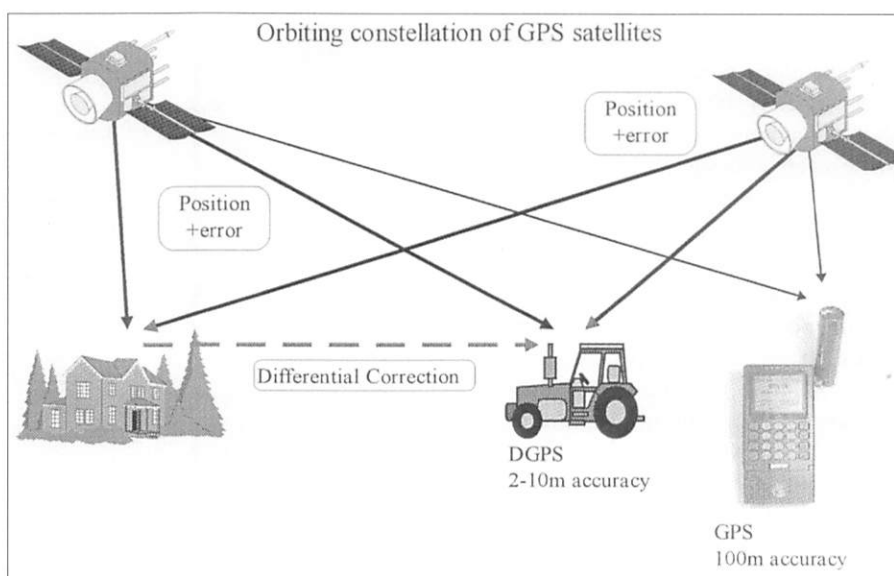 Orbiting constellation of GPS satellites
Position
+error
Position
+error
Differential Correction
DGPS
2-10m accuracy
GPS
100m accuracy